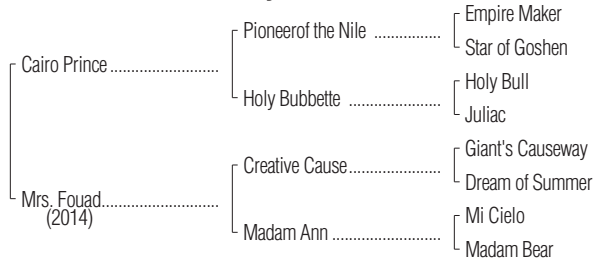 Empire Maker
Pioneerof the Nile ................
Star of Goshen
Cairo Prince ..........................
Holy Bull
Holy Bubbette ......................
Juliac
Giant's Causeway
Creative Cause......................
Dream of Summer
Mrs. Fouad............................
(2014)
Mi Cielo
Madam Ann ..........................
Madam Bear